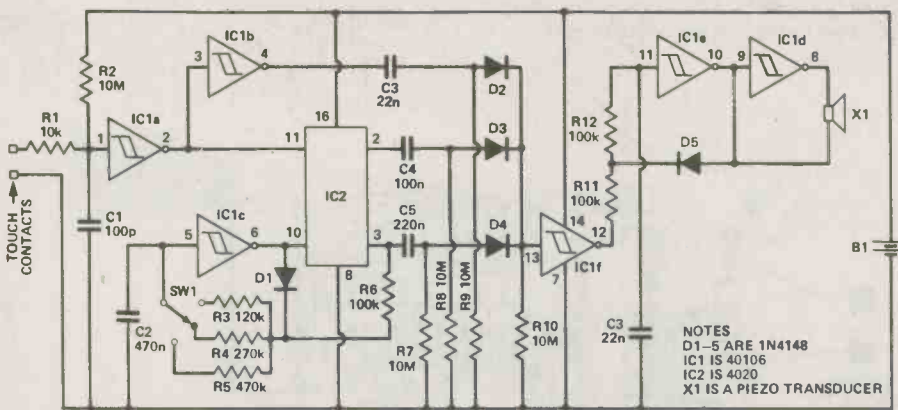 IC1b
3
4
C3
22n
D2
R2
10M
R1
10k
IC1a
1
2
16
11
2
C4
100n
D3
IC2
TOUCH
CONTACTS
C1
100p
IC1c
5
6
10
3
C5
220n
D4
8
D1
R6
100k
C2
470n
SW1
R3 120k
R4 270k
R5 470k
R7
10M
R8 10M
R9 10M
R10
10M
13
14
12
7
IC1f
IC1e
11
10
IC1d
9
8
X1
R12
100k
D5
R11
100k
B1
C3
22n
NOTES
D1–5 ARE 1N4148
IC1 IS 40106
IC2 IS 4020
X1 IS A PIEZO TRANSDUCER